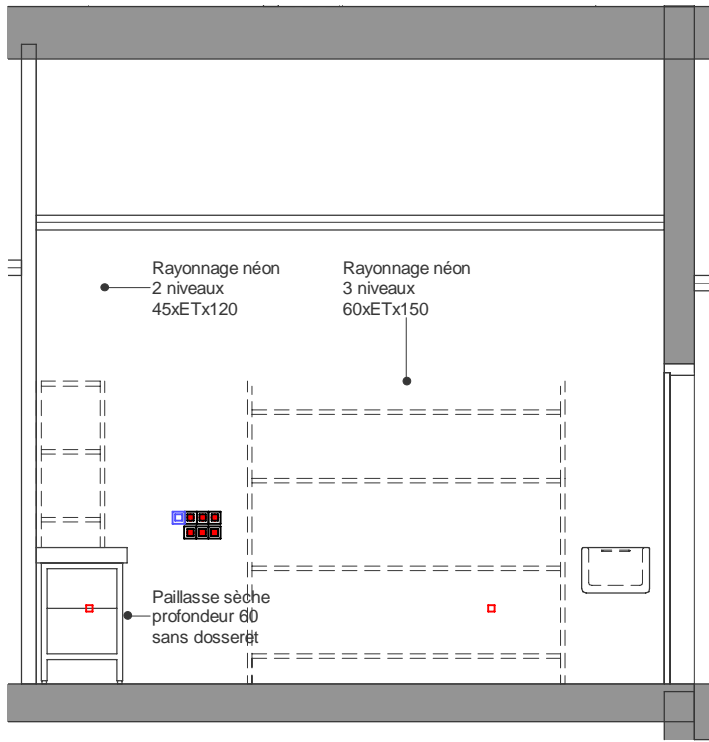 Rayonnage néon
2 niveaux
45xETx120
Rayonnage néon
3 niveaux
60xETx150
Paillasse sèche
profondeur 60
sans dosseret